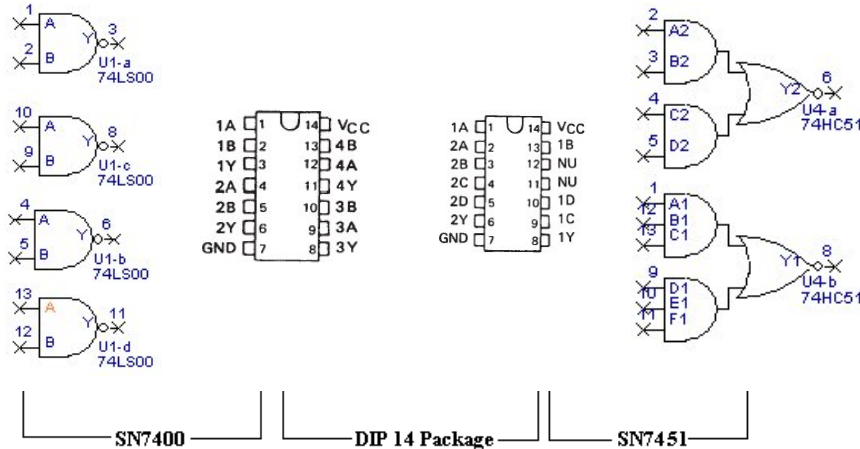 1
A
Y
3
2
B
U1-a
74LS00
10
A
Y
8
9
B
U1-c
74LS00
4
A
Y
6
5
B
U1-b
74LS00
13
A
Y
11
12
B
U1-d
74LS00
1A 1 14 VCC
1B 2 13 4B
1Y 3 12 4A
2A 4 11 4Y
2B 5 10 3B
2Y 6 9 3A
GND 7 8 3Y
1A 1 14 VCC
2A 2 13 1B
2B 3 12 NU
2C 4 11 NU
2D 5 10 1D
2Y 6 9 1C
GND 7 8 1Y
2
A2
3
B2
Y2
6
4
C2
U4-a
74HC51
5
D2
1
A1
12
B1
13
C1
Y1
8
9
D1
U4-b
74HC51
10
E1
11
F1
SN7400
DIP 14 Package
SN7451